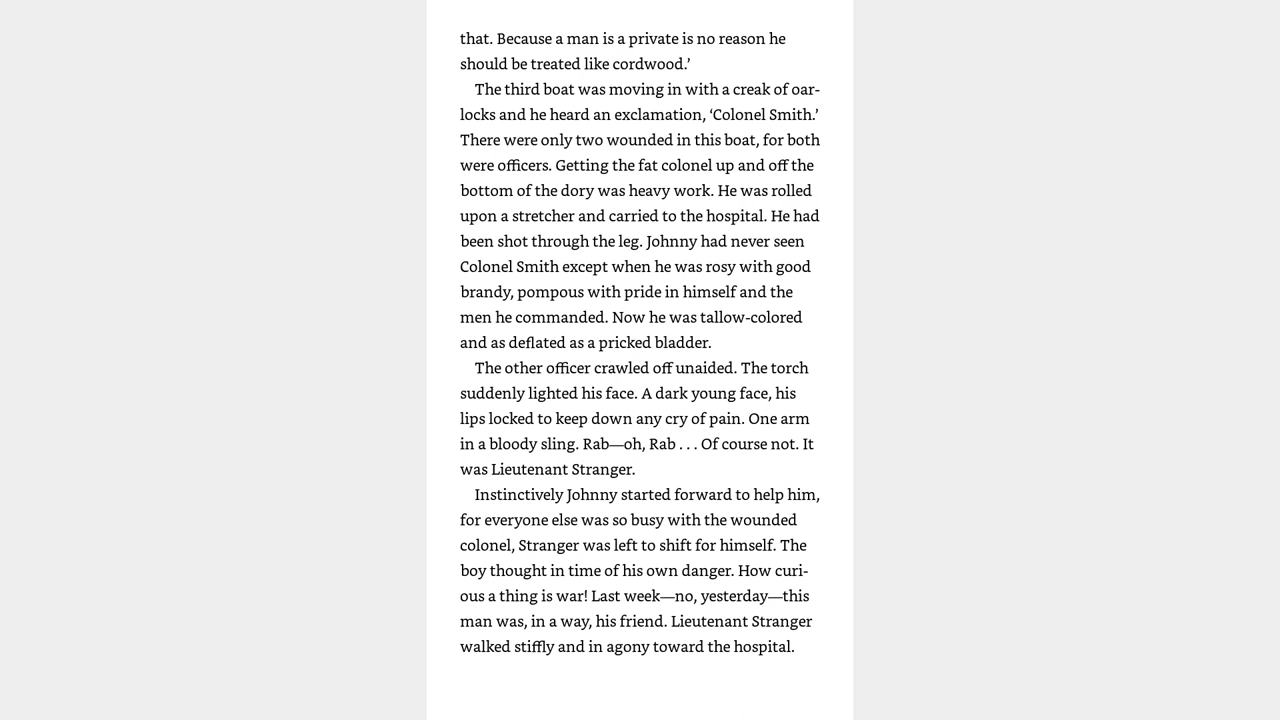 that. Because a man is a private is no reason he
should be treated like cordwood.’
The third boat was moving in with a creak of oar-
locks and he heard an exclamation, ‘Colonel Smith.’
There were only two wounded in this boat, for both
were officers. Getting the fat colonel up and off the
bottom of the dory was heavy work. He was rolled
upon a stretcher and carried to the hospital. He had
been shot through the leg. Johnny had never seen
Colonel Smith except when he was rosy with good
brandy, pompous with pride in himself and the
men he commanded. Now he was tallow-colored
and as deflated as a pricked bladder.
The other officer crawled off unaided. The torch
suddenly lighted his face. A dark young face, his
lips locked to keep down any cry of pain. One arm
in a bloody sling. Rab—oh, Rab . . . Of course not. It
was Lieutenant Stranger.
Instinctively Johnny started forward to help him,
for everyone else was so busy with the wounded
colonel, Stranger was left to shift for himself. The
boy thought in time of his own danger. How curi-
ous a thing is war! Last week—no, yesterday—this
man was, in a way, his friend. Lieutenant Stranger
walked stiffly and in agony toward the hospital.